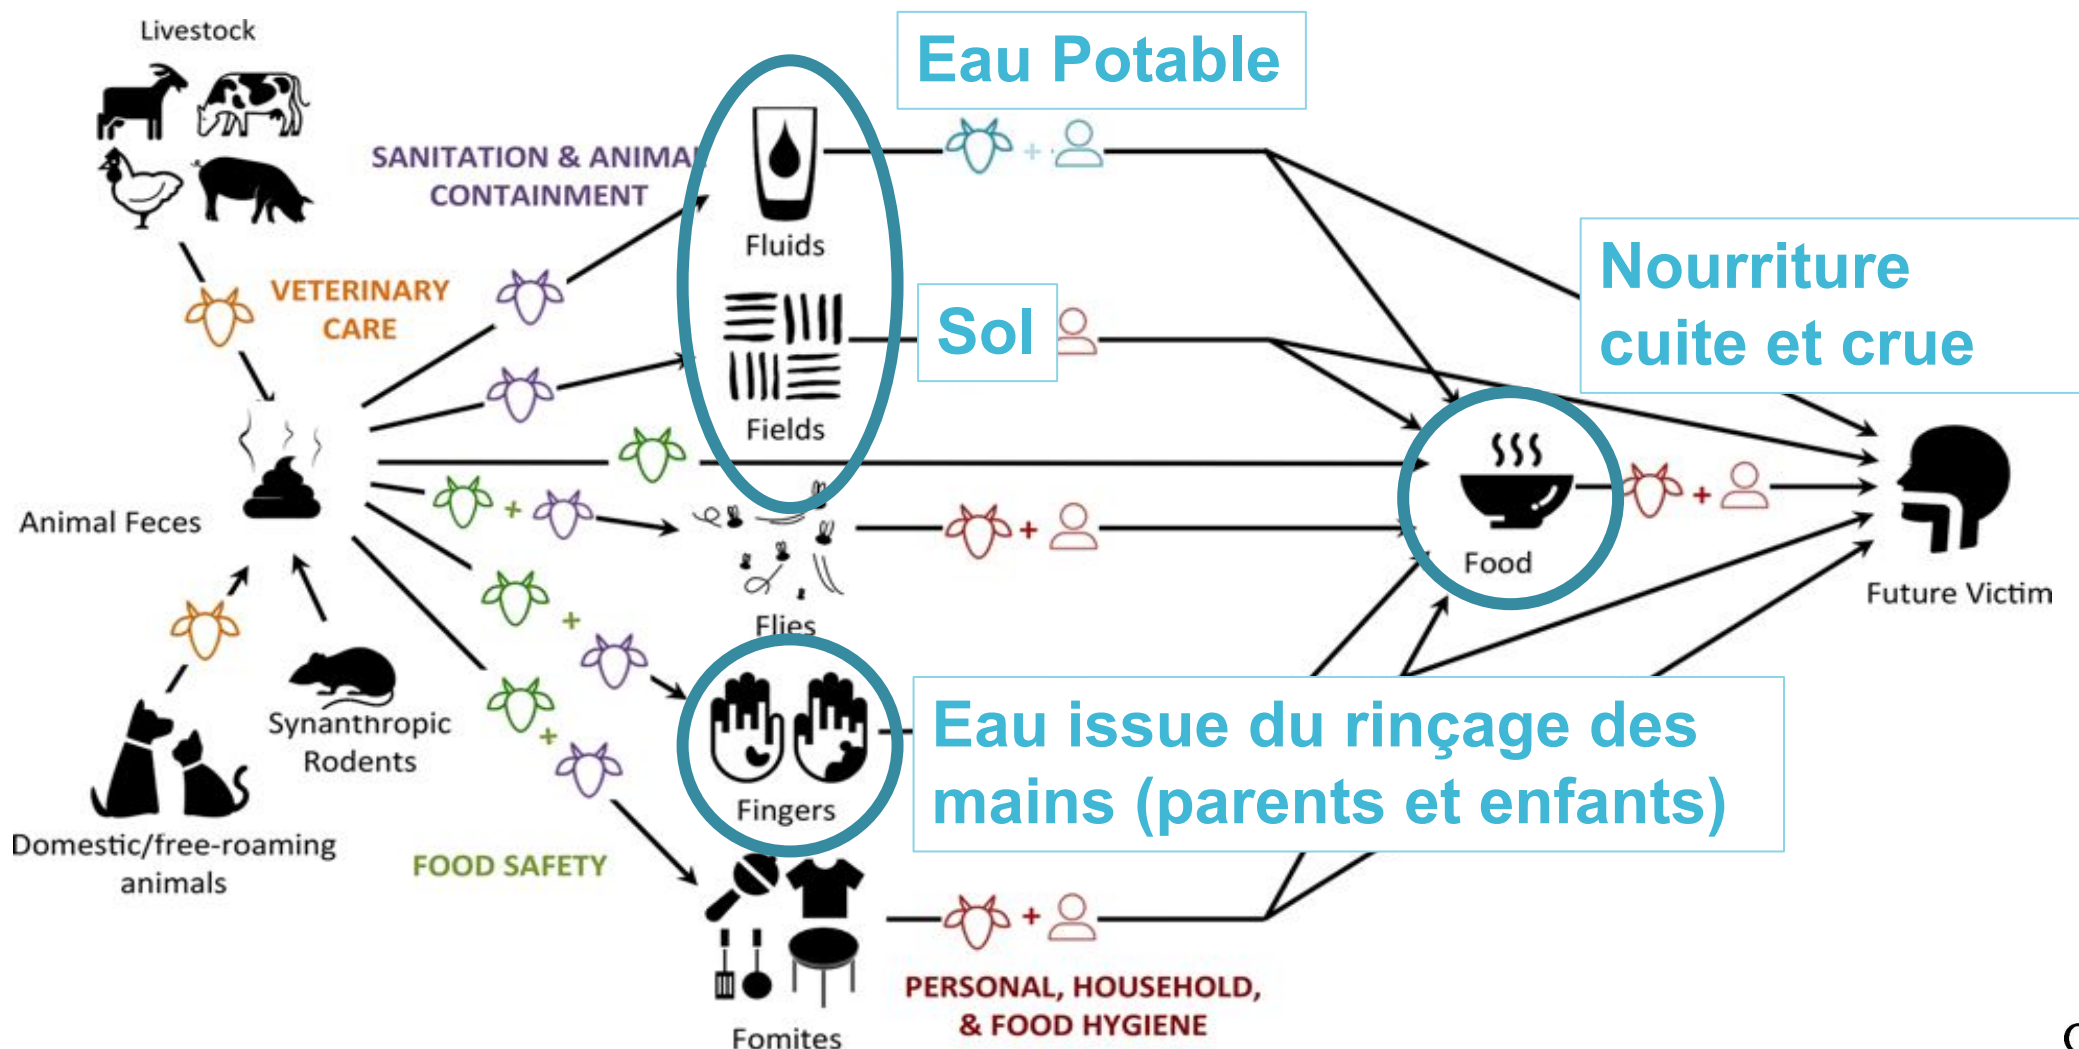 Livestock
Eau Potable
SANITATION & ANIMAL
CONTAINMENT
+
Fluids
Nourriture
cuite et crue
VETERINARY
CARE
Sol
Fields
Animal Feces
+
+
+
Food
Future Victim
Flies
+
Synanthropic
Rodents
+
Eau issue du rinçage des
mains (parents et enfants)
Fingers
Domestic/free-roaming
animals
FOOD SAFETY
+
PERSONAL, HOUSEHOLD,
& FOOD HYGIENE
Fomites